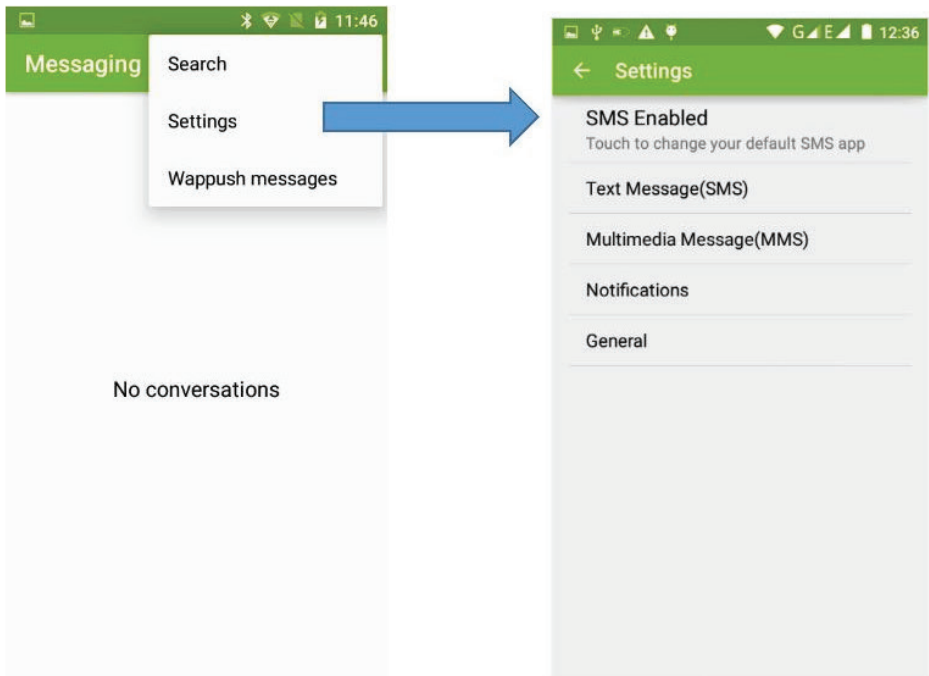 11:46
Messaging
Search
Settings
Wappush messages
No conversations
G E 12:36
Settings
SMS Enabled
Touch to change your default SMS app
Text Message(SMS)
Multimedia Message(MMS)
Notifications
General